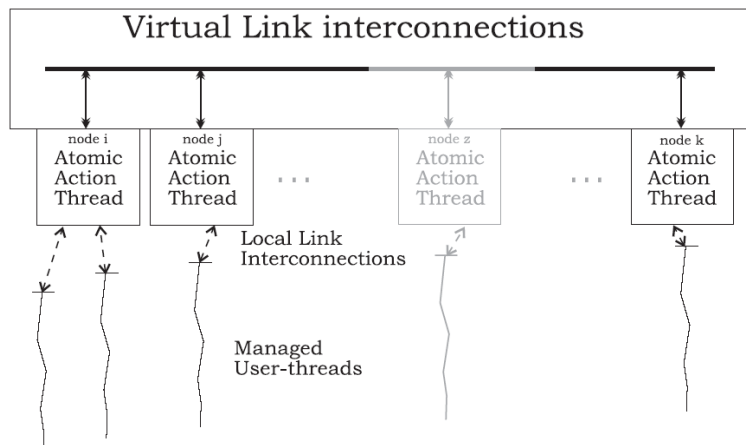 Virtual Link interconnections
node i
Atomic
Action
Thread
node j
Atomic
Action
Thread
...
node z
Atomic
Action
Thread
...
node k
Atomic
Action
Thread
Local Link
Interconnections
Managed
User-threads